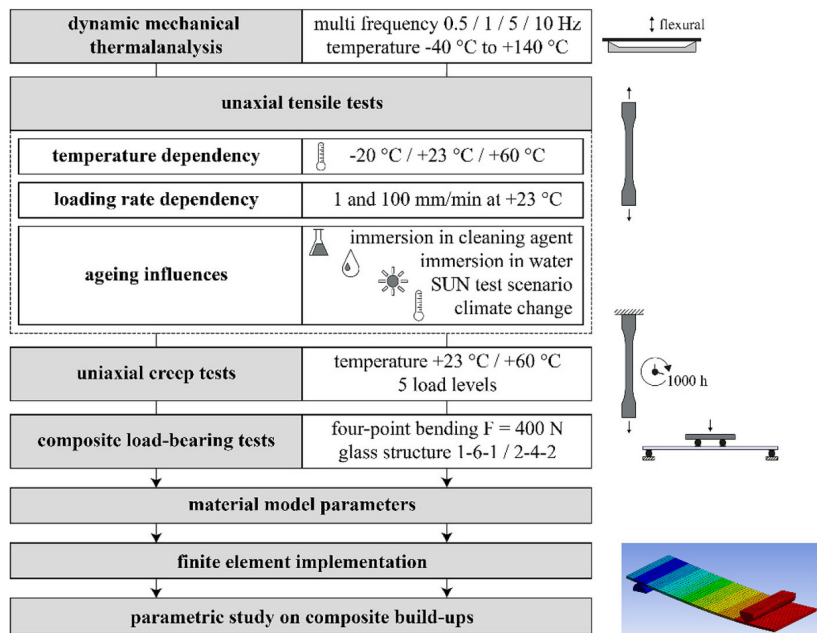 dynamic mechanical
thermalanalysis
multi frequency 0.5 / 1 / 5 / 10 Hz
temperature -40 °C to +140 °C
flexural
unaxial tensile tests
temperature dependency
-20 °C / +23 °C / +60 °C
loading rate dependency
1 and 100 mm/min at +23 °C
ageing influences
immersion in cleaning agent
immersion in water
SUN test scenario
climate change
uniaxial creep tests
temperature +23 °C / +60 °C
5 load levels
1000 h
composite load-bearing tests
four-point bending F = 400 N
glass structure 1-6-1 / 2-4-2
material model parameters
finite element implementation
parametric study on composite build-ups